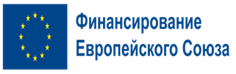 Финансирование
Европейского Союза